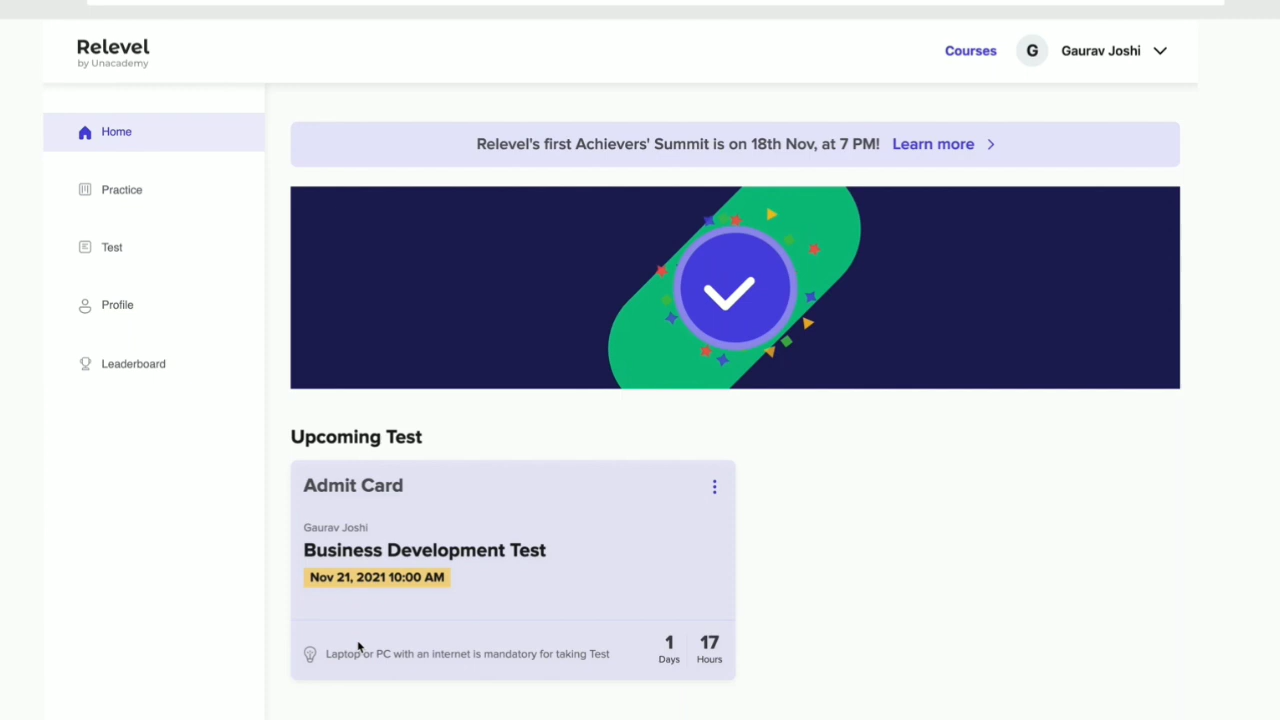 Relevel
by Unacademy
Courses
G
Gaurav Joshi
Home
Practice
Test
Profile
Leaderboard
Relevel's first Achievers' Summit is on 18th Nov, at 7 PM! Learn more
Upcoming Test
Admit Card
Gaurav Joshi
Business Development Test
Nov 21, 2021 10:00 AM
Laptop or PC with an internet is mandatory for taking Test
1
Days
17
Hours